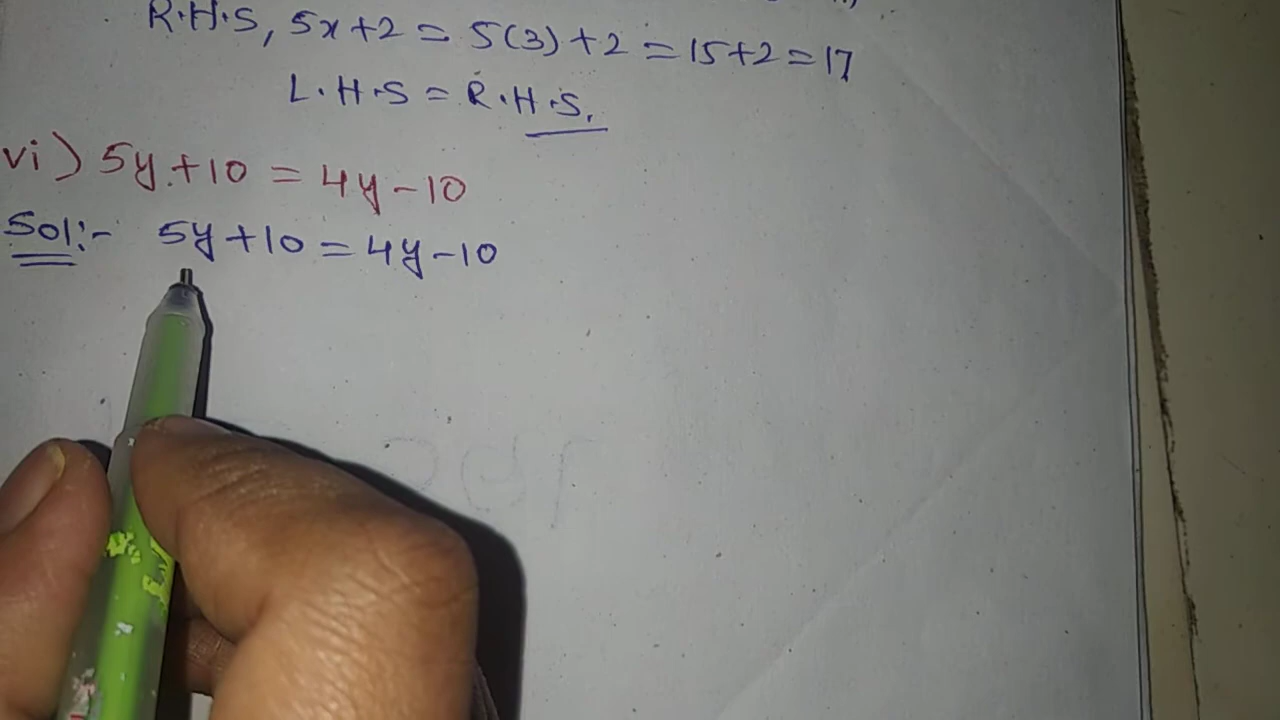 R.H.S, 5x+2 = 5(3)+2 = 15+2 = 17
L.H.S = R.H.S.
vi) 5y+10 = 4y-10
Sol:- 5y+10 = 4y-10